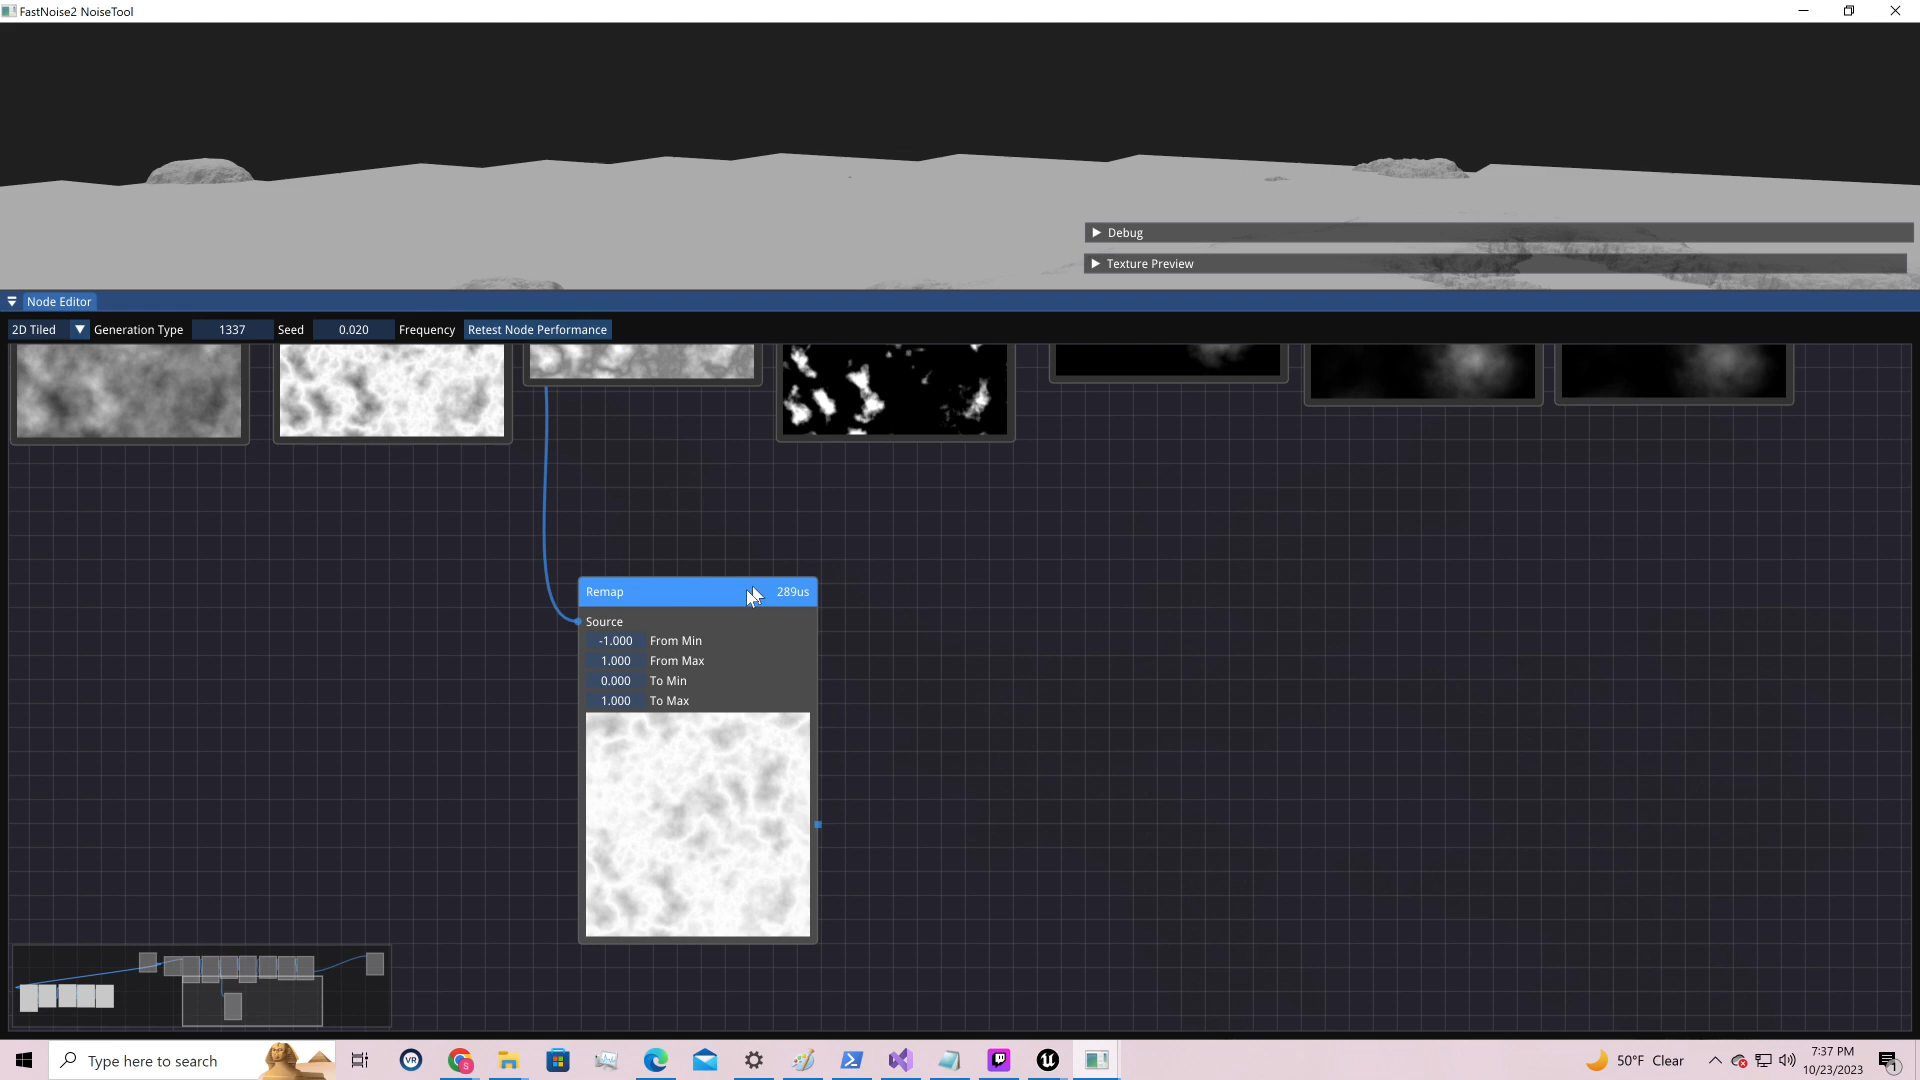 FastNoise2 NoiseTool
Debug
Texture Preview
Node Editor
2D Tiled Generation Type 1337 Seed 0.020 Frequency Retest Node Performance
Remap 289us
Source
-1.000 From Min
1.000 From Max
0.000 To Min
1.000 To Max
Type here to search
VR
S
50°F Clear
7:37 PM
10/23/2023
1